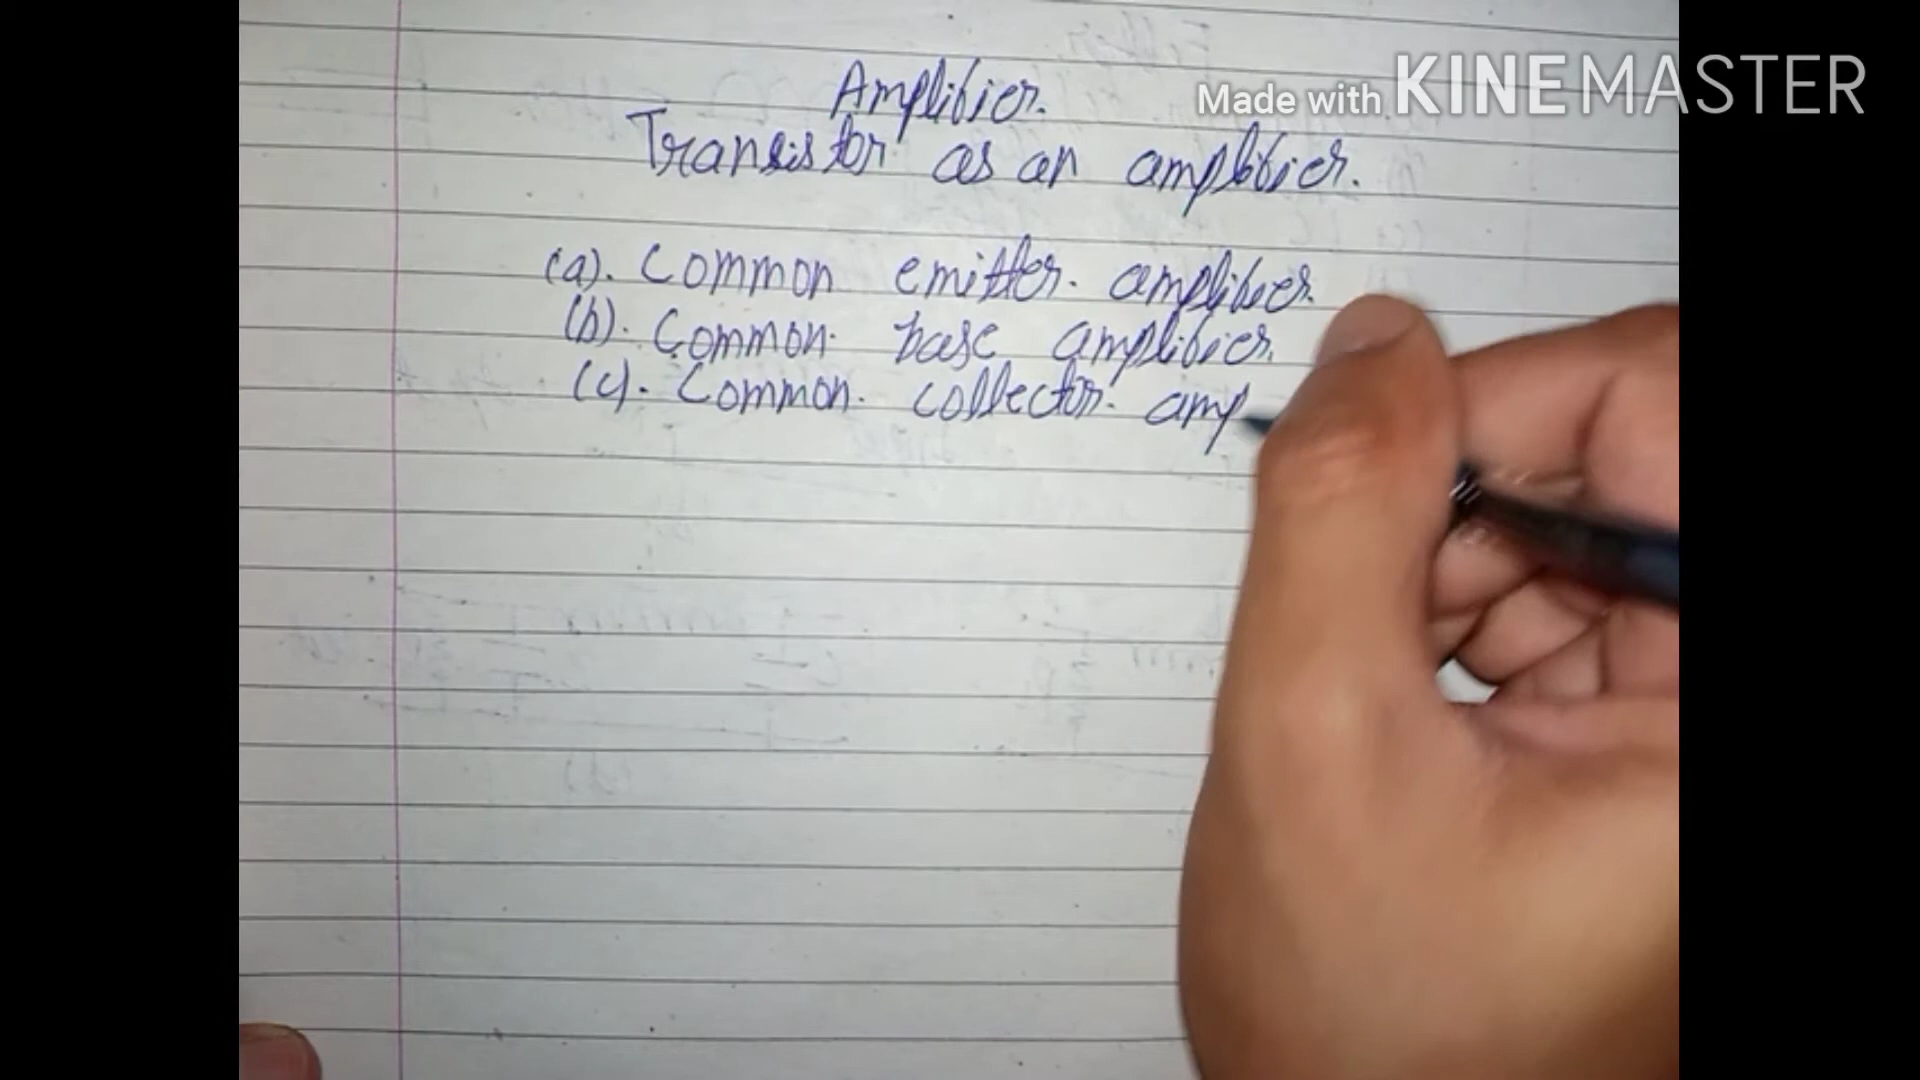 Made with KINEMASTER
Amplifier.
Transistor as an amplifier.
(a). Common emitter. amplifier.
(b). Common. base amplifier.
(c). Common. collector. amp